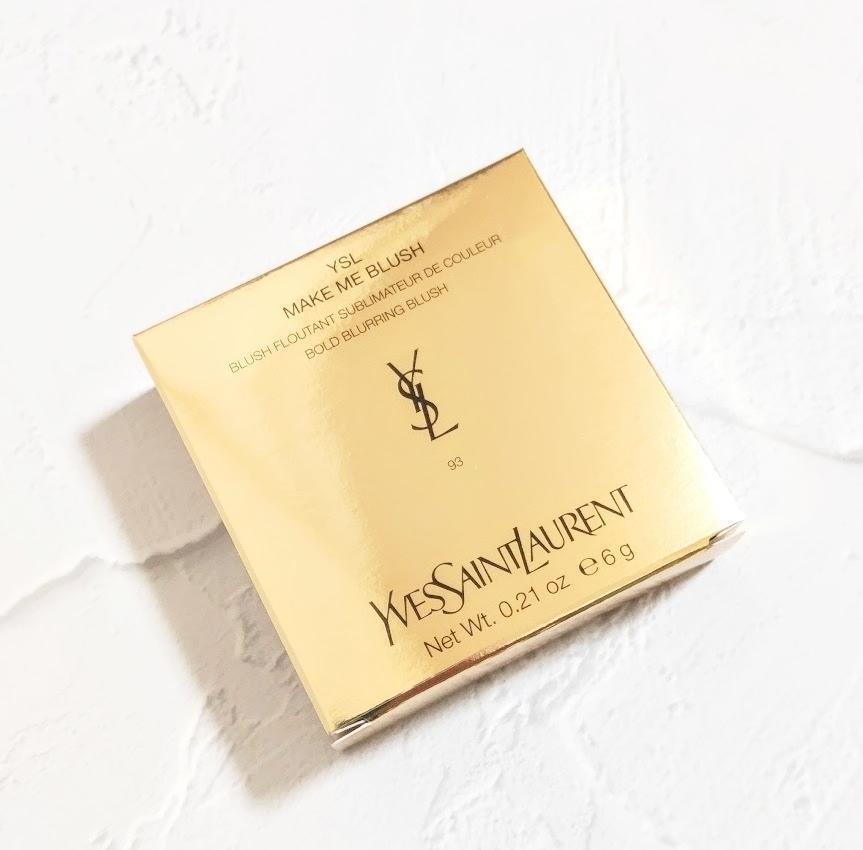 YSL
MAKE ME BLUSH
BLUSH FLOUTANT SUBLIMATEUR DE COULEUR
BOLD BLURRING BLUSH
YSL
93
YVESSAINTLAURENT
Net Wt. 0.21 oz ℮ 6 g